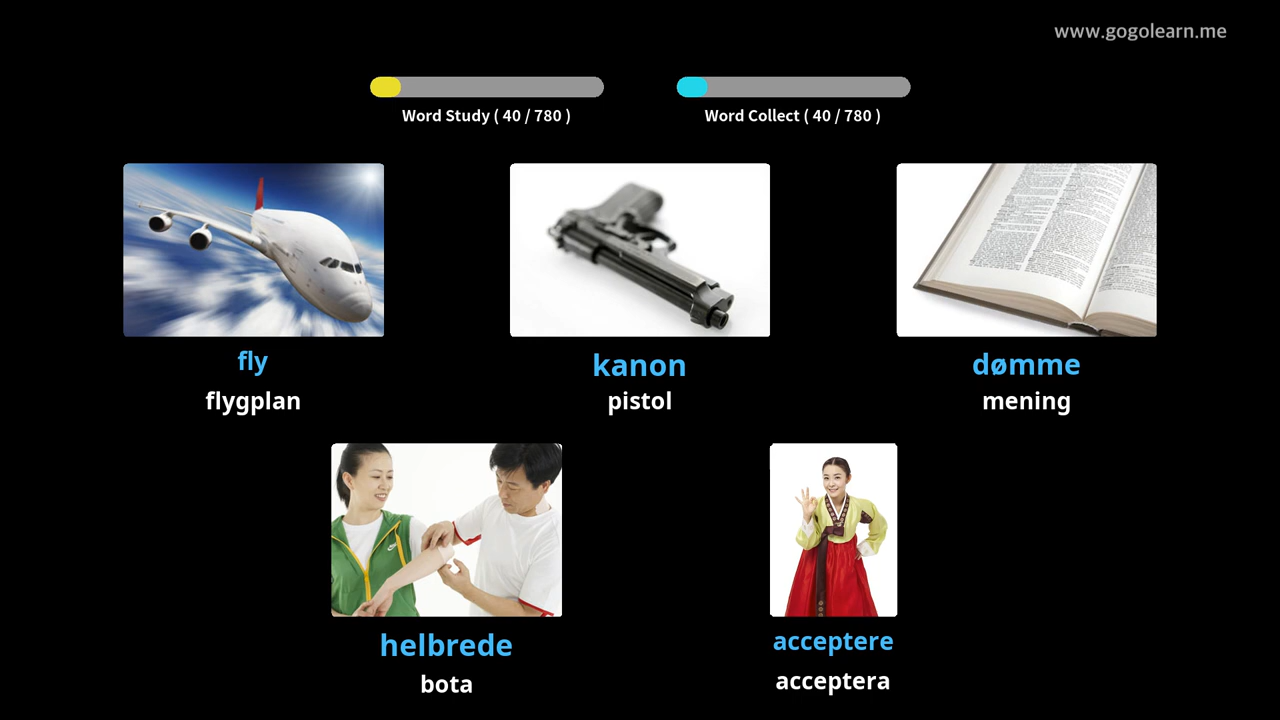 www.gogolearn.me
Word Study ( 40 / 780 )
Word Collect ( 40 / 780 )
fly
flygplan
kanon
pistol
dømme
mening
helbrede
bota
acceptere
acceptera